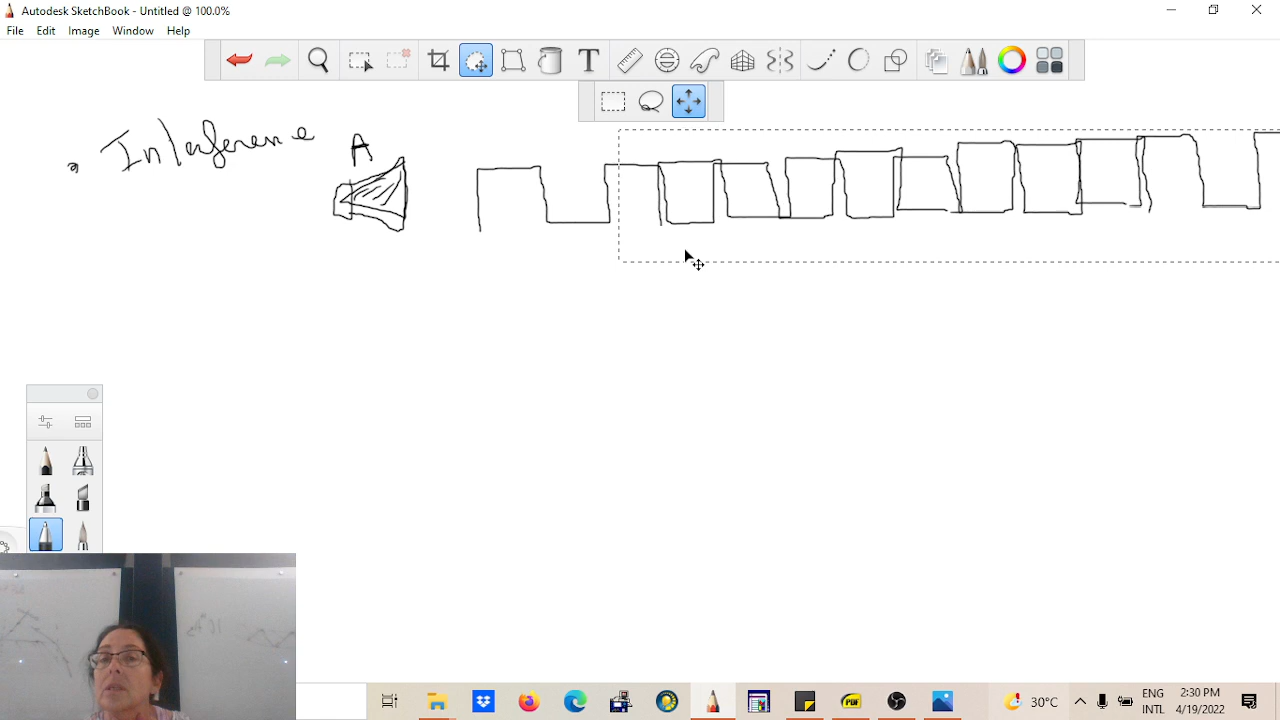 Autodesk SketchBook - Untitled @ 100.0%
File Edit Image Window Help
T
• Interference
A
ENG
INTL
2:30 PM
4/19/2022
30°C
PDF